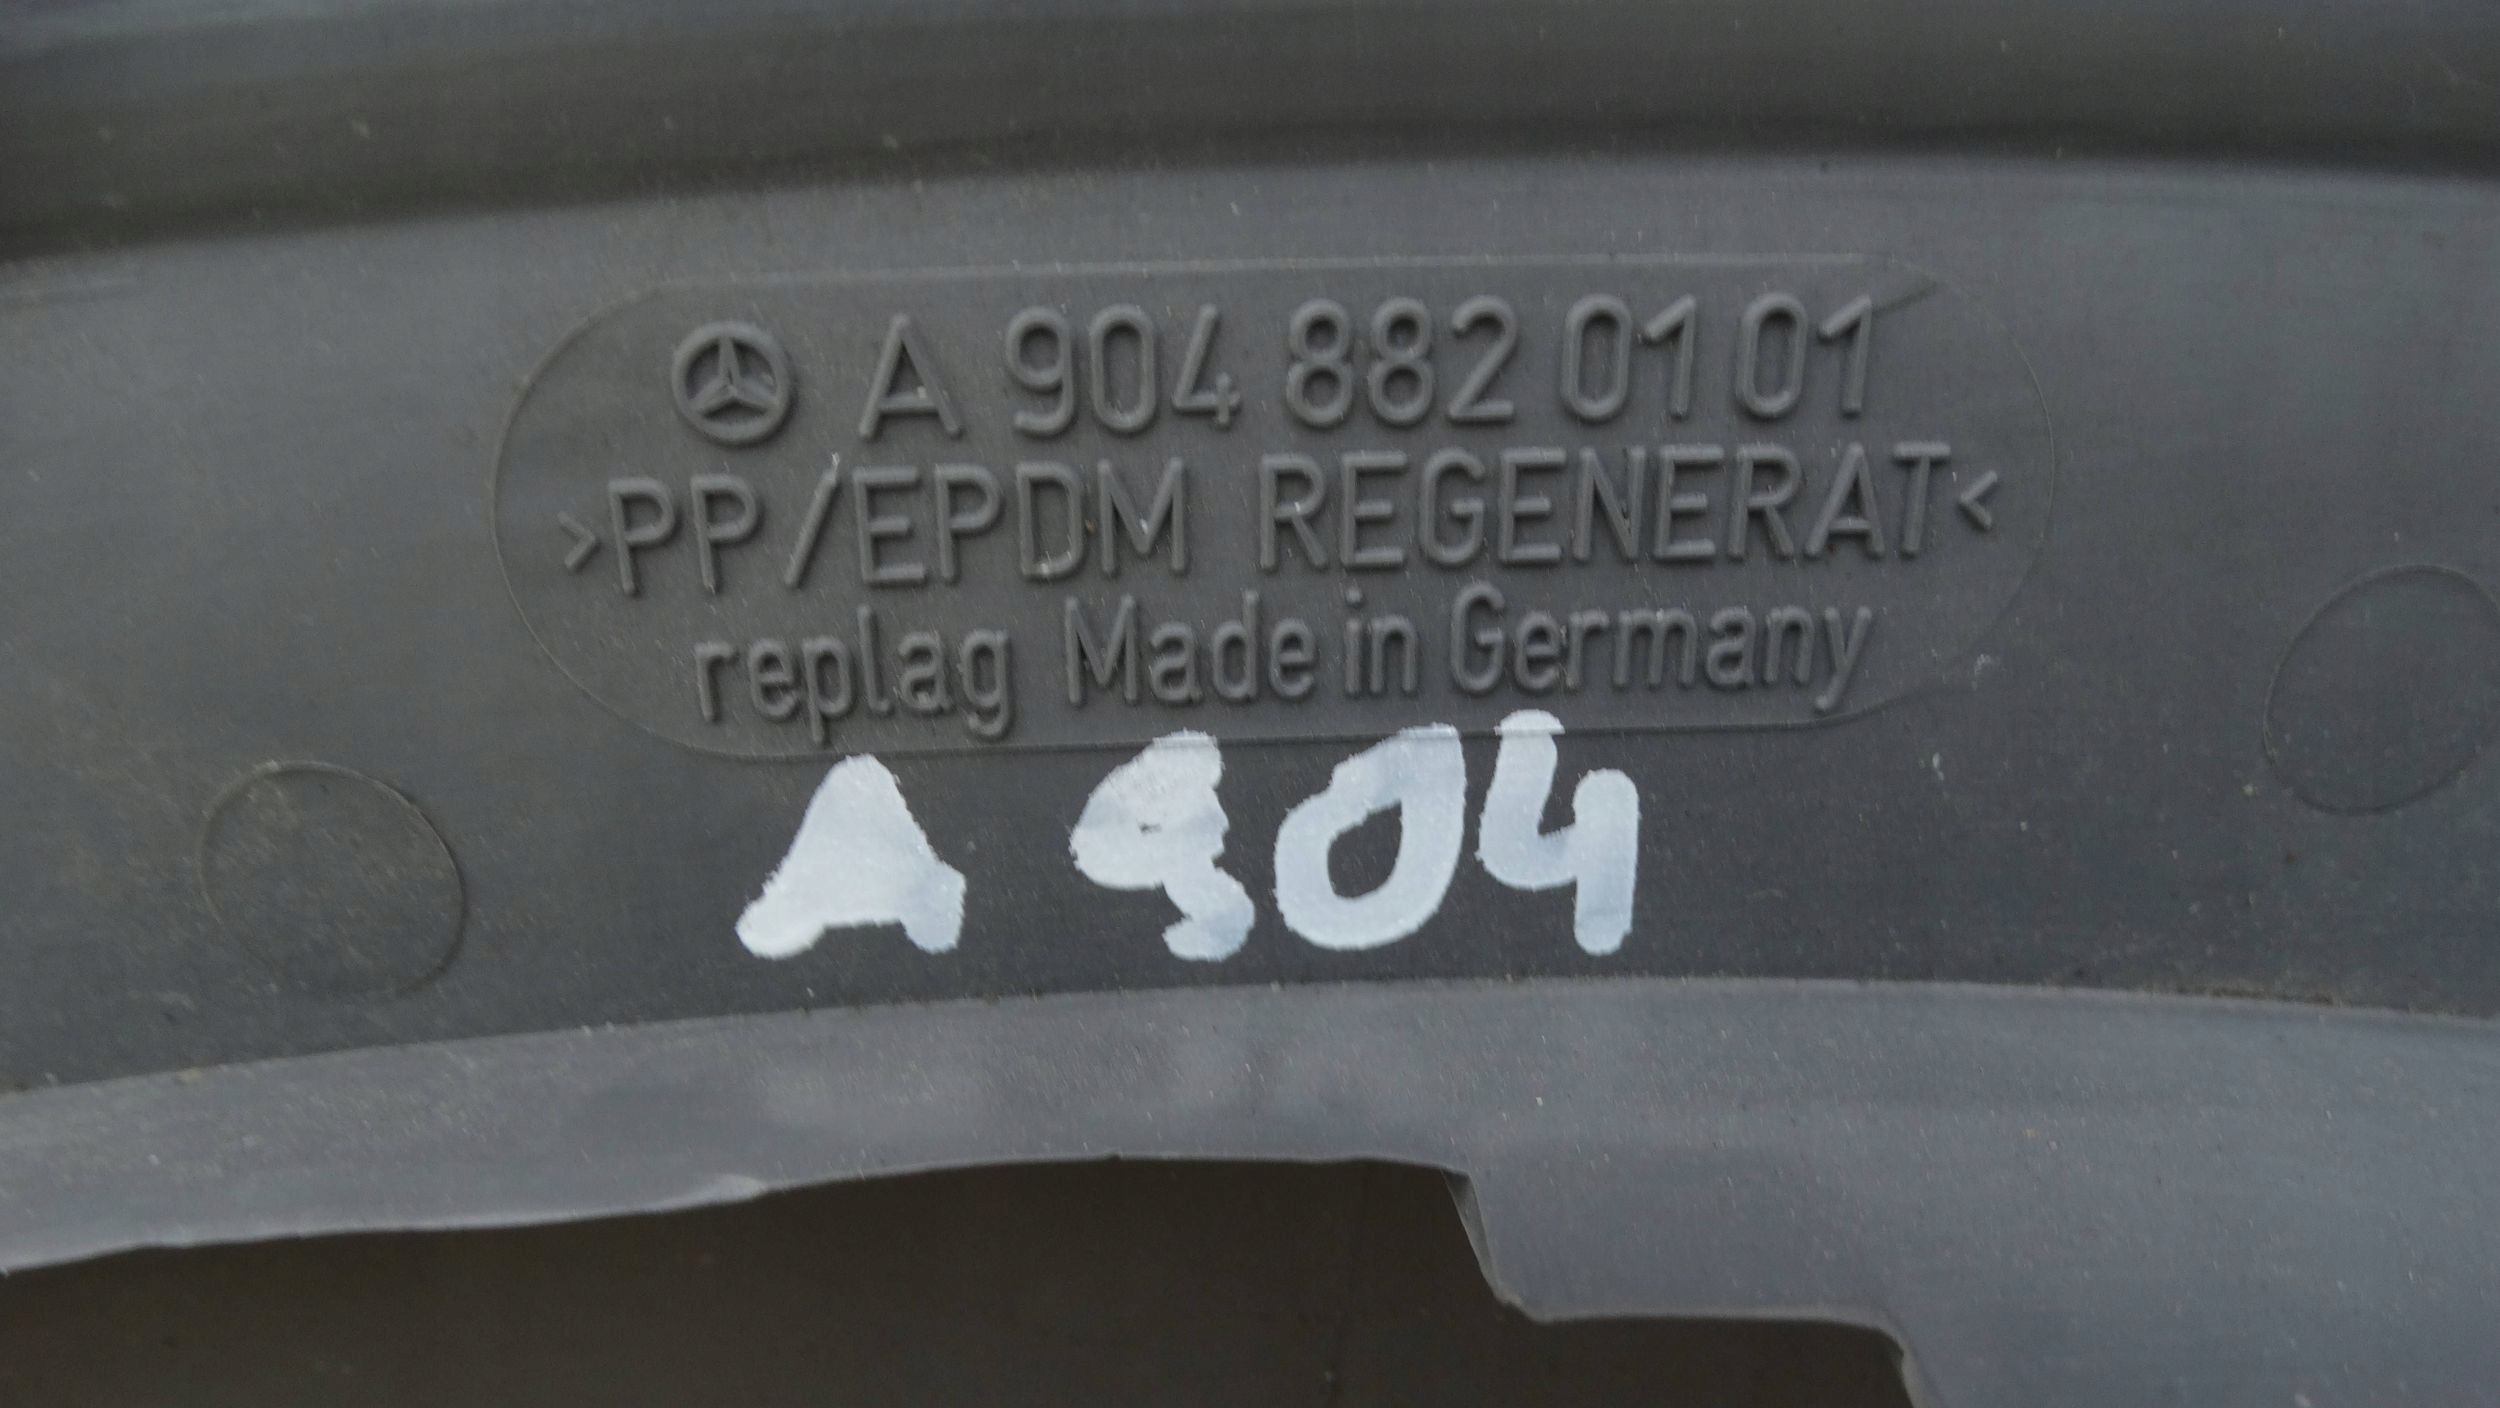 A 904 882 01 01
>PP/EPDM REGENERAT<
replag Made in Germany
A 904